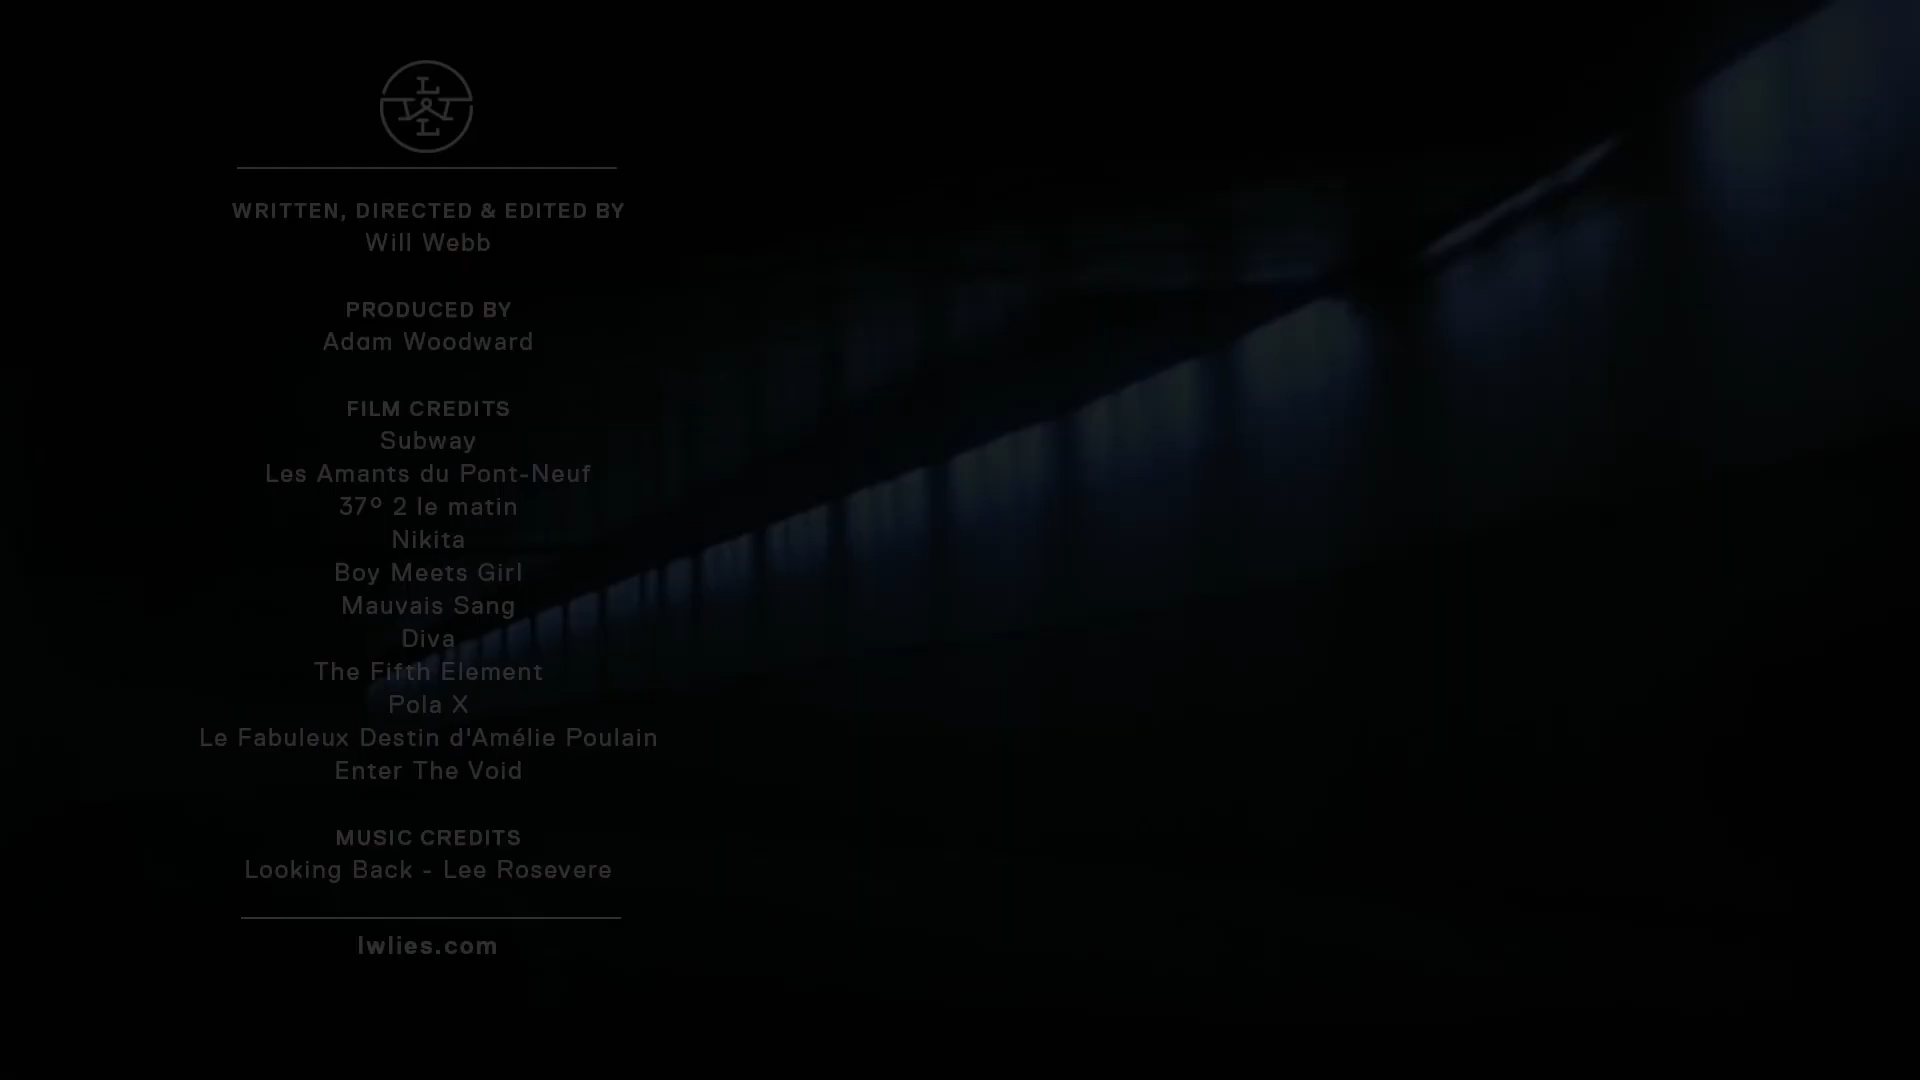 L
W
L
WRITTEN, DIRECTED & EDITED BY
Will Webb
PRODUCED BY
Adam Woodward
FILM CREDITS
Subway
Les Amants du Pont-Neuf
37º 2 le matin
Nikita
Boy Meets Girl
Mauvais Sang
Diva
The Fifth Element
Pola X
Le Fabuleux Destin d'Amélie Poulain
Enter The Void
MUSIC CREDITS
Looking Back - Lee Rosevere
lwlies.com